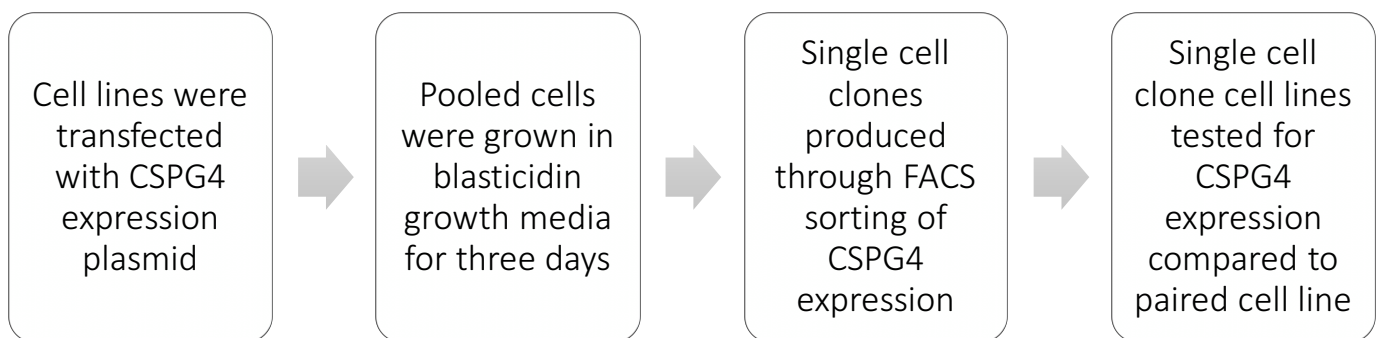 Cell lines were
transfected
with CSPG4
expression
plasmid
Pooled cells
were grown in
blasticidin
growth media
for three days
Single cell
clones
produced
through FACS
sorting of
CSPG4
expression
Single cell
clone cell lines
tested for
CSPG4
expression
compared to
paired cell line